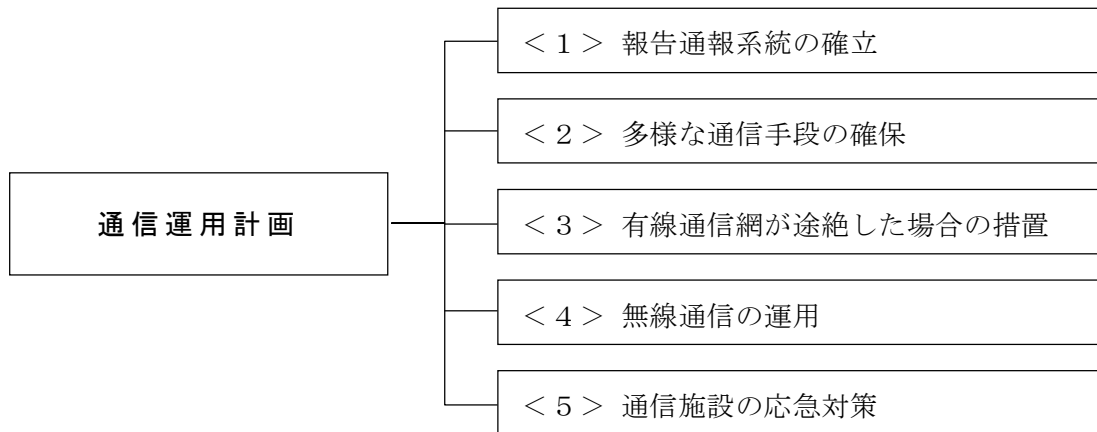 通信運用計画
＜１＞ 報告通報系統の確立
＜２＞ 多様な通信手段の確保
＜３＞ 有線通信網が途絶した場合の措置
＜４＞ 無線通信の運用
＜５＞ 通信施設の応急対策